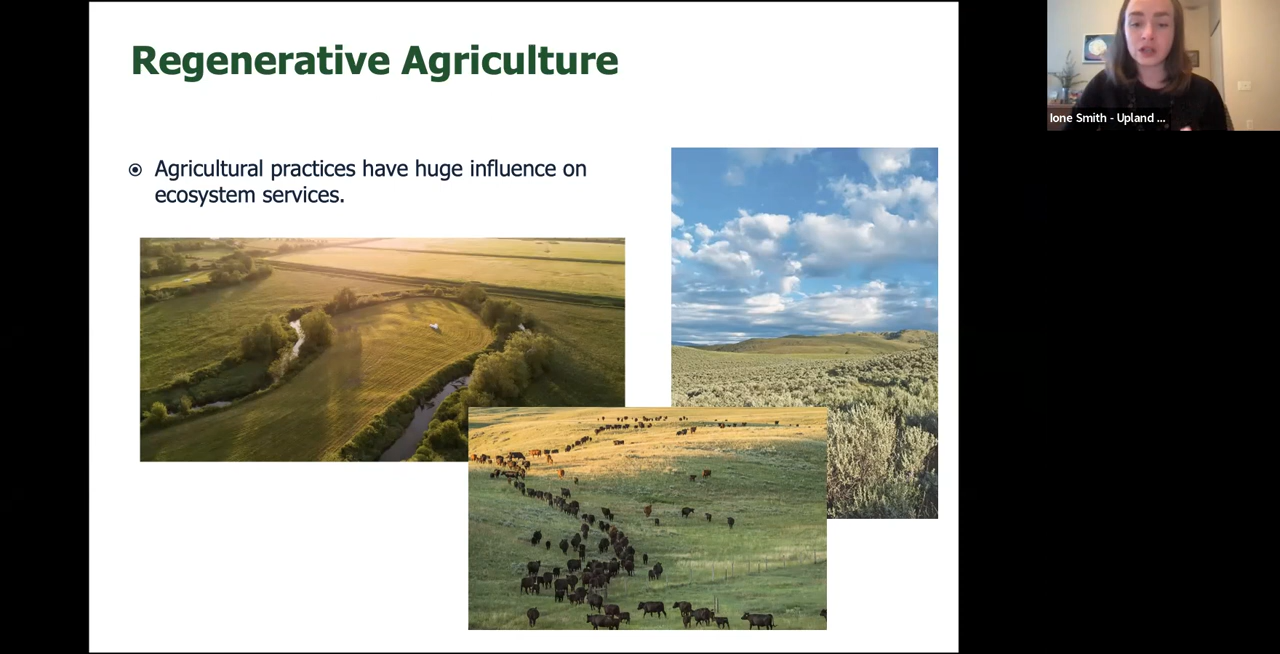 Regenerative Agriculture
Agricultural practices have huge influence on
ecosystem services.
Ione Smith - Upland ...